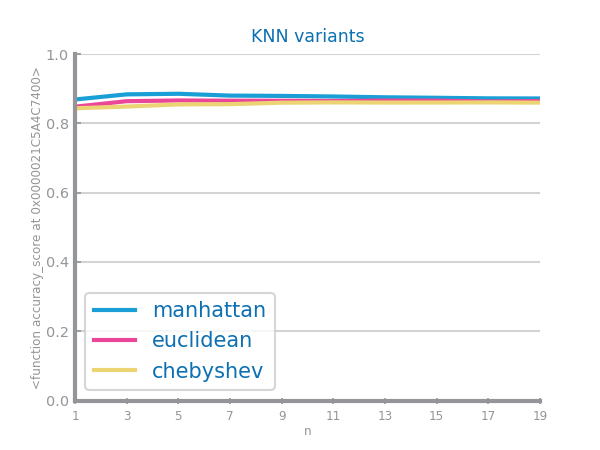 KNN variants
<function accuracy_score at 0x0000021C5A4C7400>
1.0
0.8
0.6
0.4
0.2
0.0
manhattan
euclidean
chebyshev
1 3 5 7 9 11 13 15 17 19
n